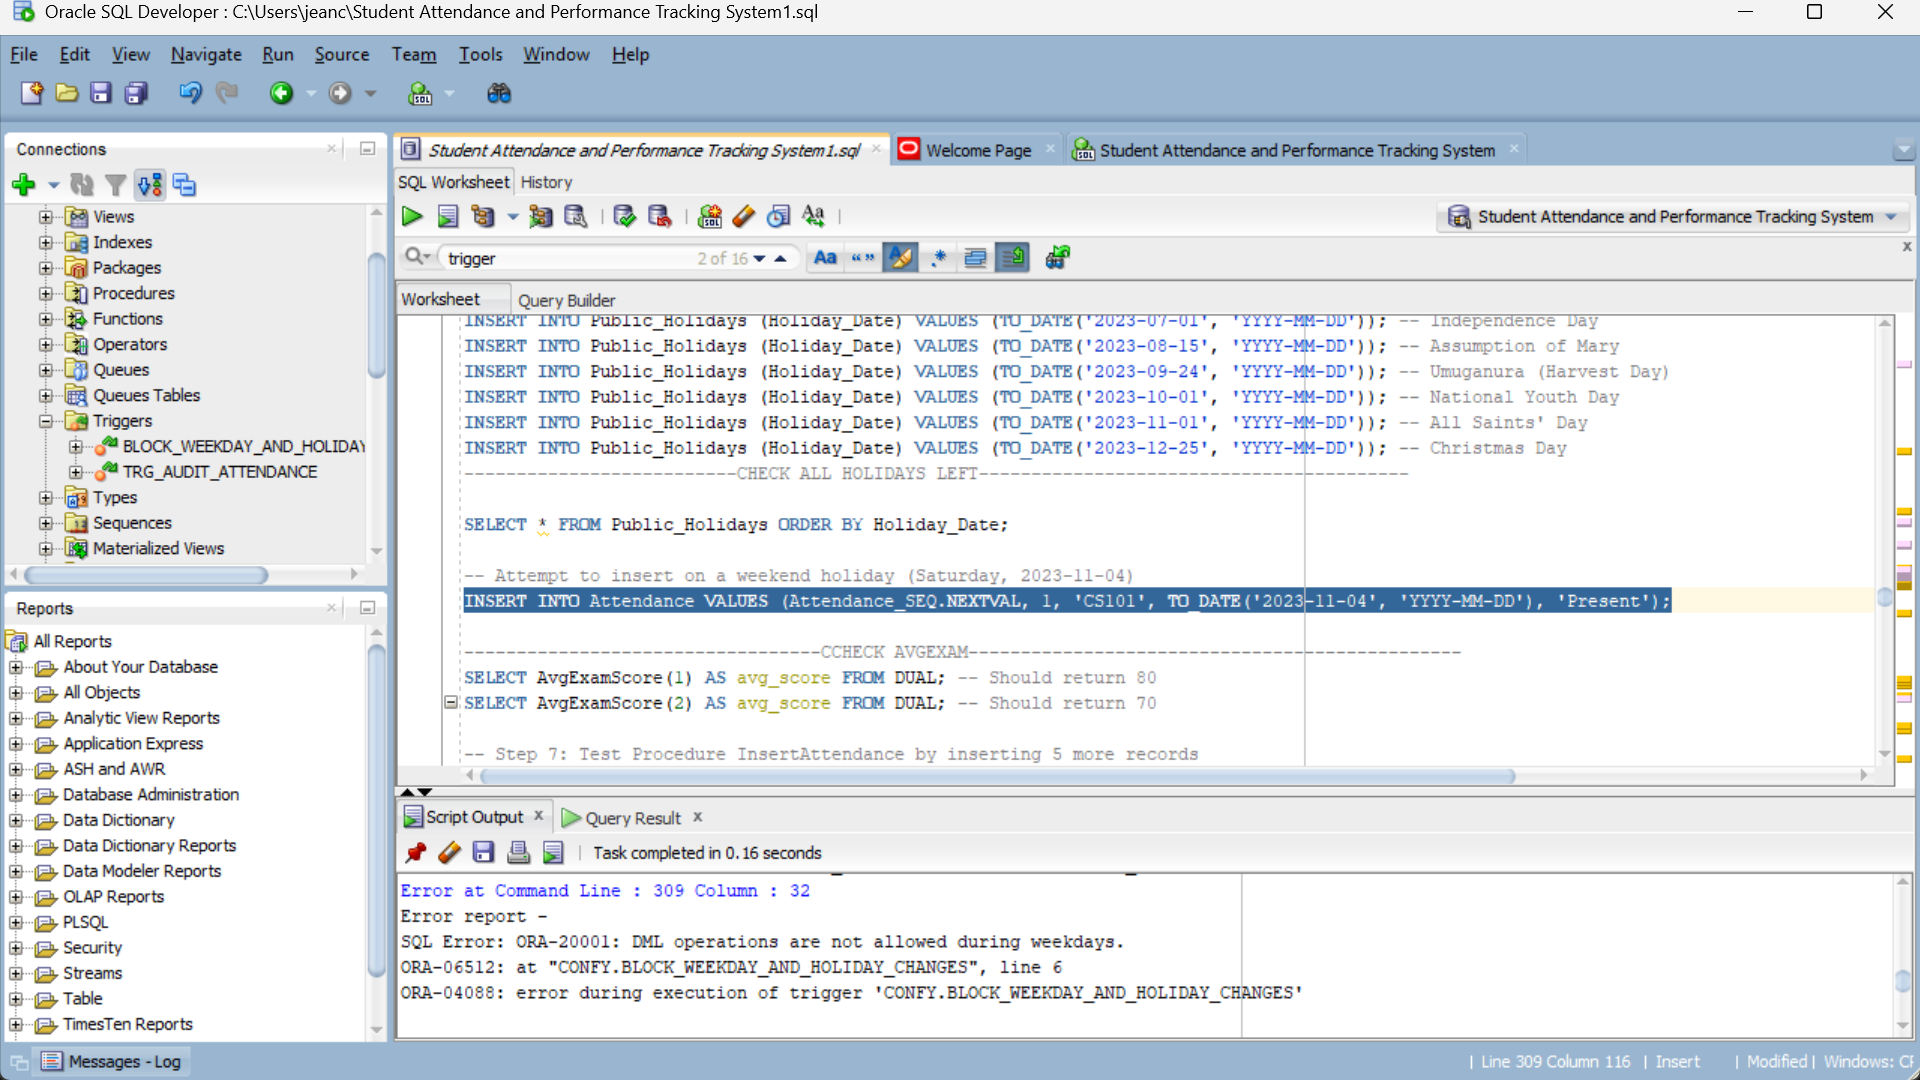 Oracle SQL Developer : C:\Users\jeanc\Student Attendance and Performance Tracking System1.sql
File Edit View Navigate Run Source Team Tools Window Help
Connections
Views
Indexes
Packages
Procedures
Functions
Operators
Queues
Queues Tables
Triggers
BLOCK_WEEKDAY_AND_HOLIDAY
TRG_AUDIT_ATTENDANCE
Types
Sequences
Materialized Views
Reports
All Reports
About Your Database
All Objects
Analytic View Reports
Application Express
ASH and AWR
Database Administration
Data Dictionary
Data Dictionary Reports
Data Modeler Reports
OLAP Reports
PLSQL
Security
Streams
Table
TimesTen Reports
Student Attendance and Performance Tracking System1.sql
Welcome Page
Student Attendance and Performance Tracking System
SQL Worksheet History
Student Attendance and Performance Tracking System
trigger 2 of 16
Worksheet Query Builder
INSERT INTO Public_Holidays (Holiday_Date) VALUES (TO_DATE('2023-07-01', 'YYYY-MM-DD')); -- Independence Day
INSERT INTO Public_Holidays (Holiday_Date) VALUES (TO_DATE('2023-08-15', 'YYYY-MM-DD')); -- Assumption of Mary
INSERT INTO Public_Holidays (Holiday_Date) VALUES (TO_DATE('2023-09-24', 'YYYY-MM-DD')); -- Umuganura (Harvest Day)
INSERT INTO Public_Holidays (Holiday_Date) VALUES (TO_DATE('2023-10-01', 'YYYY-MM-DD')); -- National Youth Day
INSERT INTO Public_Holidays (Holiday_Date) VALUES (TO_DATE('2023-11-01', 'YYYY-MM-DD')); -- All Saints' Day
INSERT INTO Public_Holidays (Holiday_Date) VALUES (TO_DATE('2023-12-25', 'YYYY-MM-DD')); -- Christmas Day
--------------------------CHECK ALL HOLIDAYS LEFT-----------------------------------------
SELECT * FROM Public_Holidays ORDER BY Holiday_Date;
-- Attempt to insert on a weekend holiday (Saturday, 2023-11-04)
INSERT INTO Attendance VALUES (Attendance_SEQ.NEXTVAL, 1, 'CS101', TO_DATE('2023-11-04', 'YYYY-MM-DD'), 'Present');
----------------------------------CCHECK AVGEXAM-----------------------------------------------
SELECT AvgExamScore(1) AS avg_score FROM DUAL; -- Should return 80
SELECT AvgExamScore(2) AS avg_score FROM DUAL; -- Should return 70
-- Step 7: Test Procedure InsertAttendance by inserting 5 more records
Script Output Query Result
Task completed in 0.16 seconds
Error at Command Line : 309 Column : 32
Error report -
SQL Error: ORA-20001: DML operations are not allowed during weekdays.
ORA-06512: at "CONFY.BLOCK_WEEKDAY_AND_HOLIDAY_CHANGES", line 6
ORA-04088: error during execution of trigger 'CONFY.BLOCK_WEEKDAY_AND_HOLIDAY_CHANGES'
Messages - Log
| Line 309 Column 116 | Insert | Modified | Windows: CF